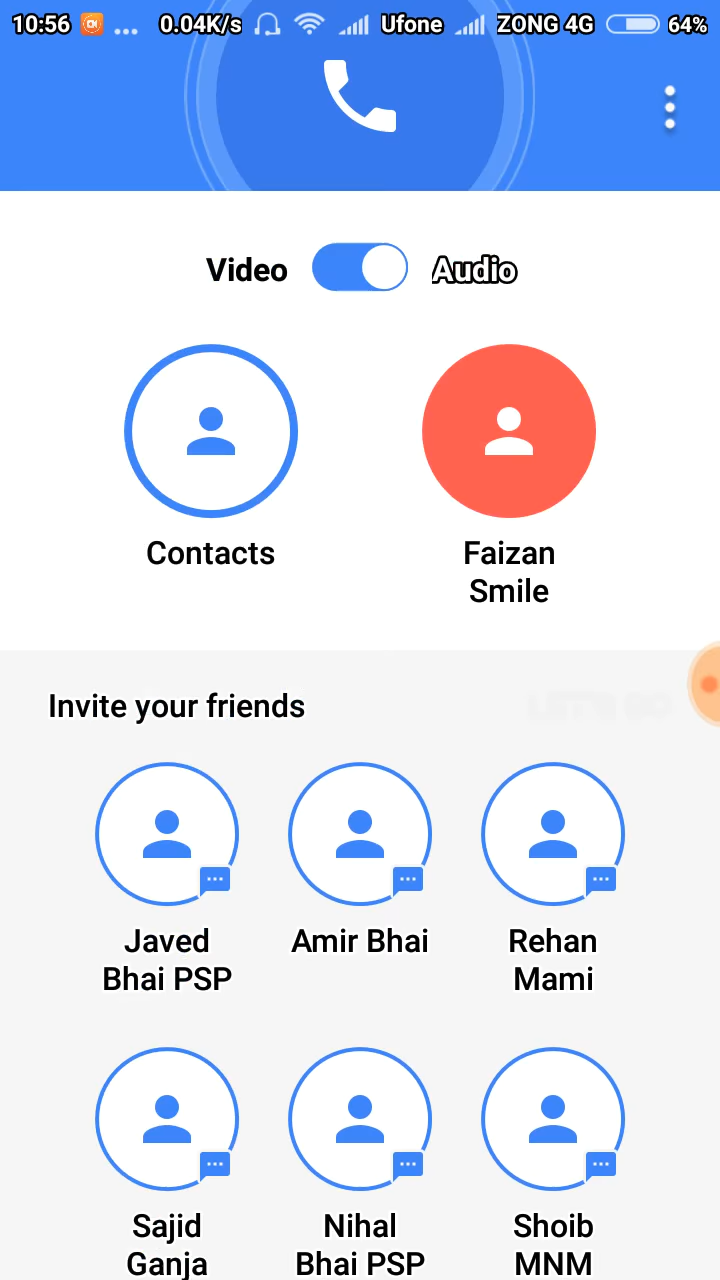 10:56 ... 0.04K/s Ufone ZONG 4G 64%
Video Audio
Contacts
Faizan
Smile
Invite your friends
Javed
Bhai PSP
Amir Bhai
Rehan
Mami
Sajid
Ganja
Nihal
Bhai PSP
Shoib
MNM